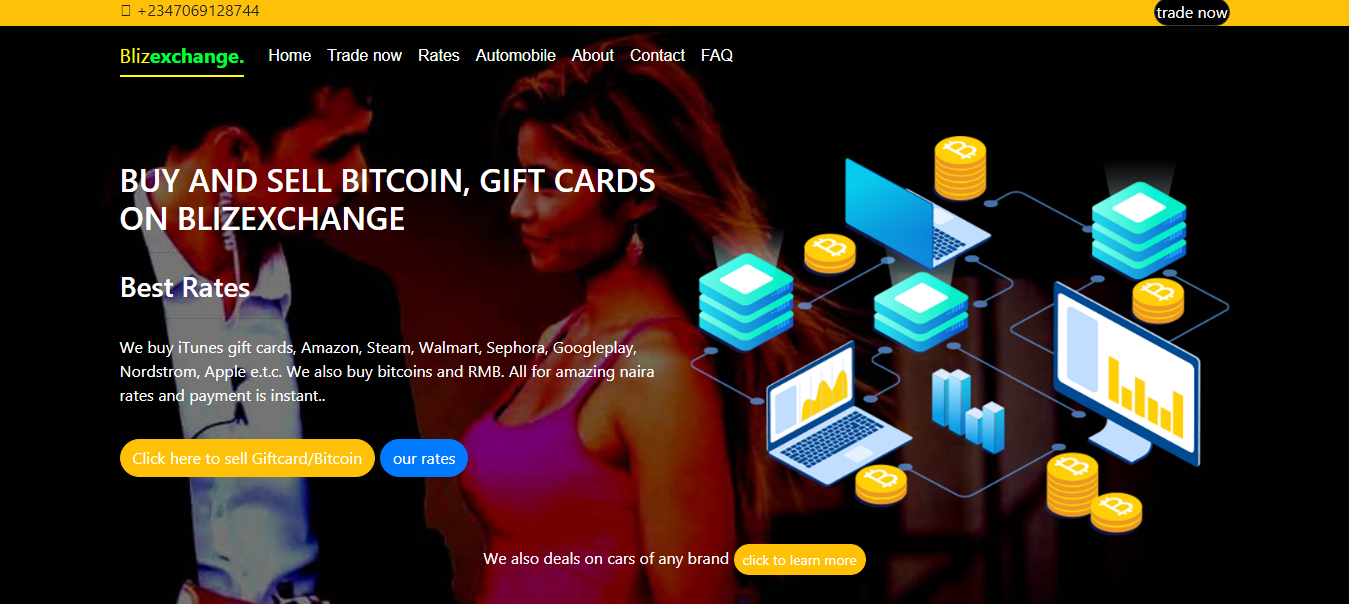 +2347069128744
trade now
Blizexchange.
Home Trade now Rates Automobile About Contact FAQ
BUY AND SELL BITCOIN, GIFT CARDS
ON BLIZEXCHANGE
Best Rates
We buy iTunes gift cards, Amazon, Steam, Walmart, Sephora, Googleplay,
Nordstrom, Apple e.t.c. We also buy bitcoins and RMB. All for amazing naira
rates and payment is instant..
Click here to sell Giftcard/Bitcoin our rates
We also deals on cars of any brand click to learn more